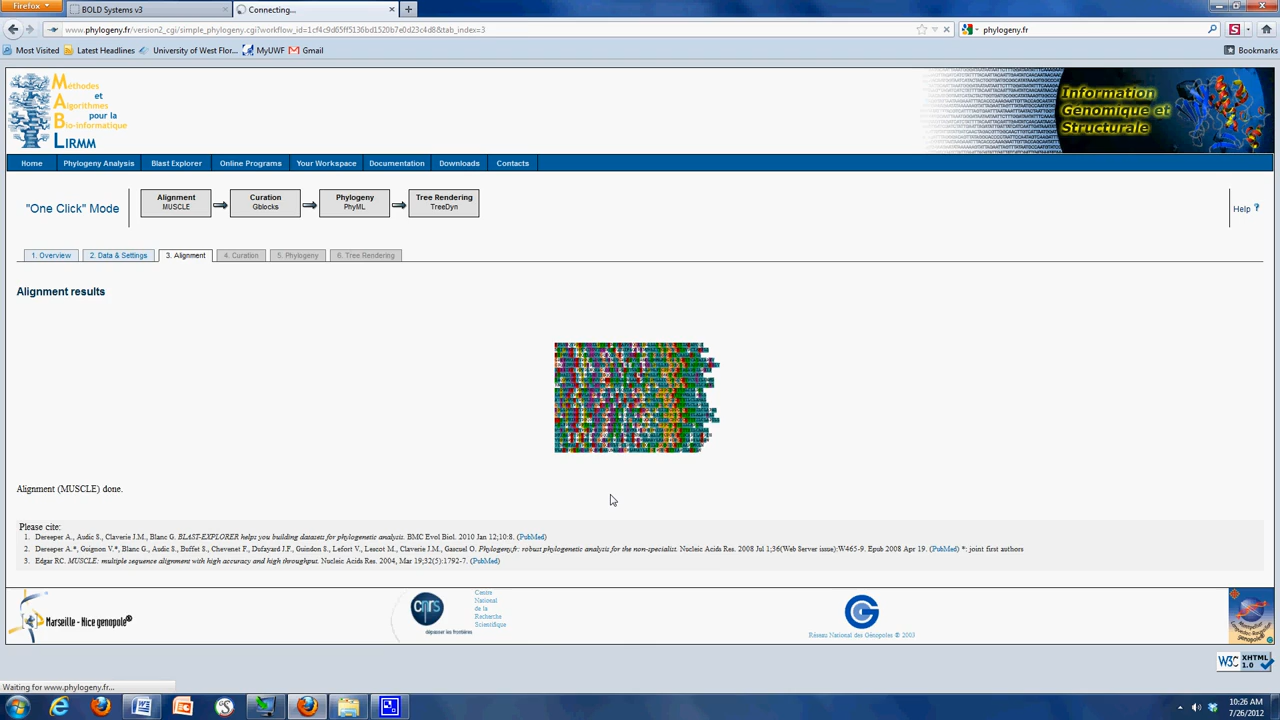 Firefox
BOLD Systems v3
Connecting...
www.phylogeny.fr/version2_cgi/simple_phylogeny.cgi?workflow_id=1cf4c9d65ff5136bd1520b7e0d23c4d8&tab_index=3
phylogeny.fr
Most Visited
Latest Headlines
University of West Flor...
MyUWF
Gmail
Bookmarks
Méthodes
et
Algorithmes
pour la
Bio-informatique
LIRMM
Information
Génomique et
Structurale
Home
Phylogeny Analysis
Blast Explorer
Online Programs
Your Workspace
Documentation
Downloads
Contacts
"One Click" Mode
Alignment
MUSCLE
Curation
Gblocks
Phylogeny
PhyML
Tree Rendering
TreeDyn
Help ?
1. Overview
2. Data & Settings
3. Alignment
4. Curation
5. Phylogeny
6. Tree Rendering
Alignment results
Alignment (MUSCLE) done.
Please cite:
1. Dereeper A., Audic S., Claverie J.M., Blanc G. BLAST-EXPLORER helps you building datasets for phylogenetic analysis. BMC Evol Biol. 2010 Jan 12;10:8. (PubMed)
2. Dereeper A.*, Guignon V.*, Blanc G., Audic S., Buffet S., Chevenet F., Dufayard J.F., Guindon S., Lefort V., Lescot M., Claverie J.M., Gascuel O. Phylogeny.fr: robust phylogenetic analysis for the non-specialist. Nucleic Acids Res. 2008 Jul 1;36(Web Server issue):W465-9. Epub 2008 Apr 19. (PubMed) *: joint first authors
3. Edgar RC. MUSCLE: multiple sequence alignment with high accuracy and high throughput. Nucleic Acids Res. 2004, Mar 19;32(5):1792-7. (PubMed)
Marseille - Nice genopole®
cnrs
dépasser les frontières
Centre
National
de la
Recherche
Scientifique
Réseau National des Génopoles © 2003
W3C XHTML
1.0
Waiting for www.phylogeny.fr...
10:26 AM
7/26/2012